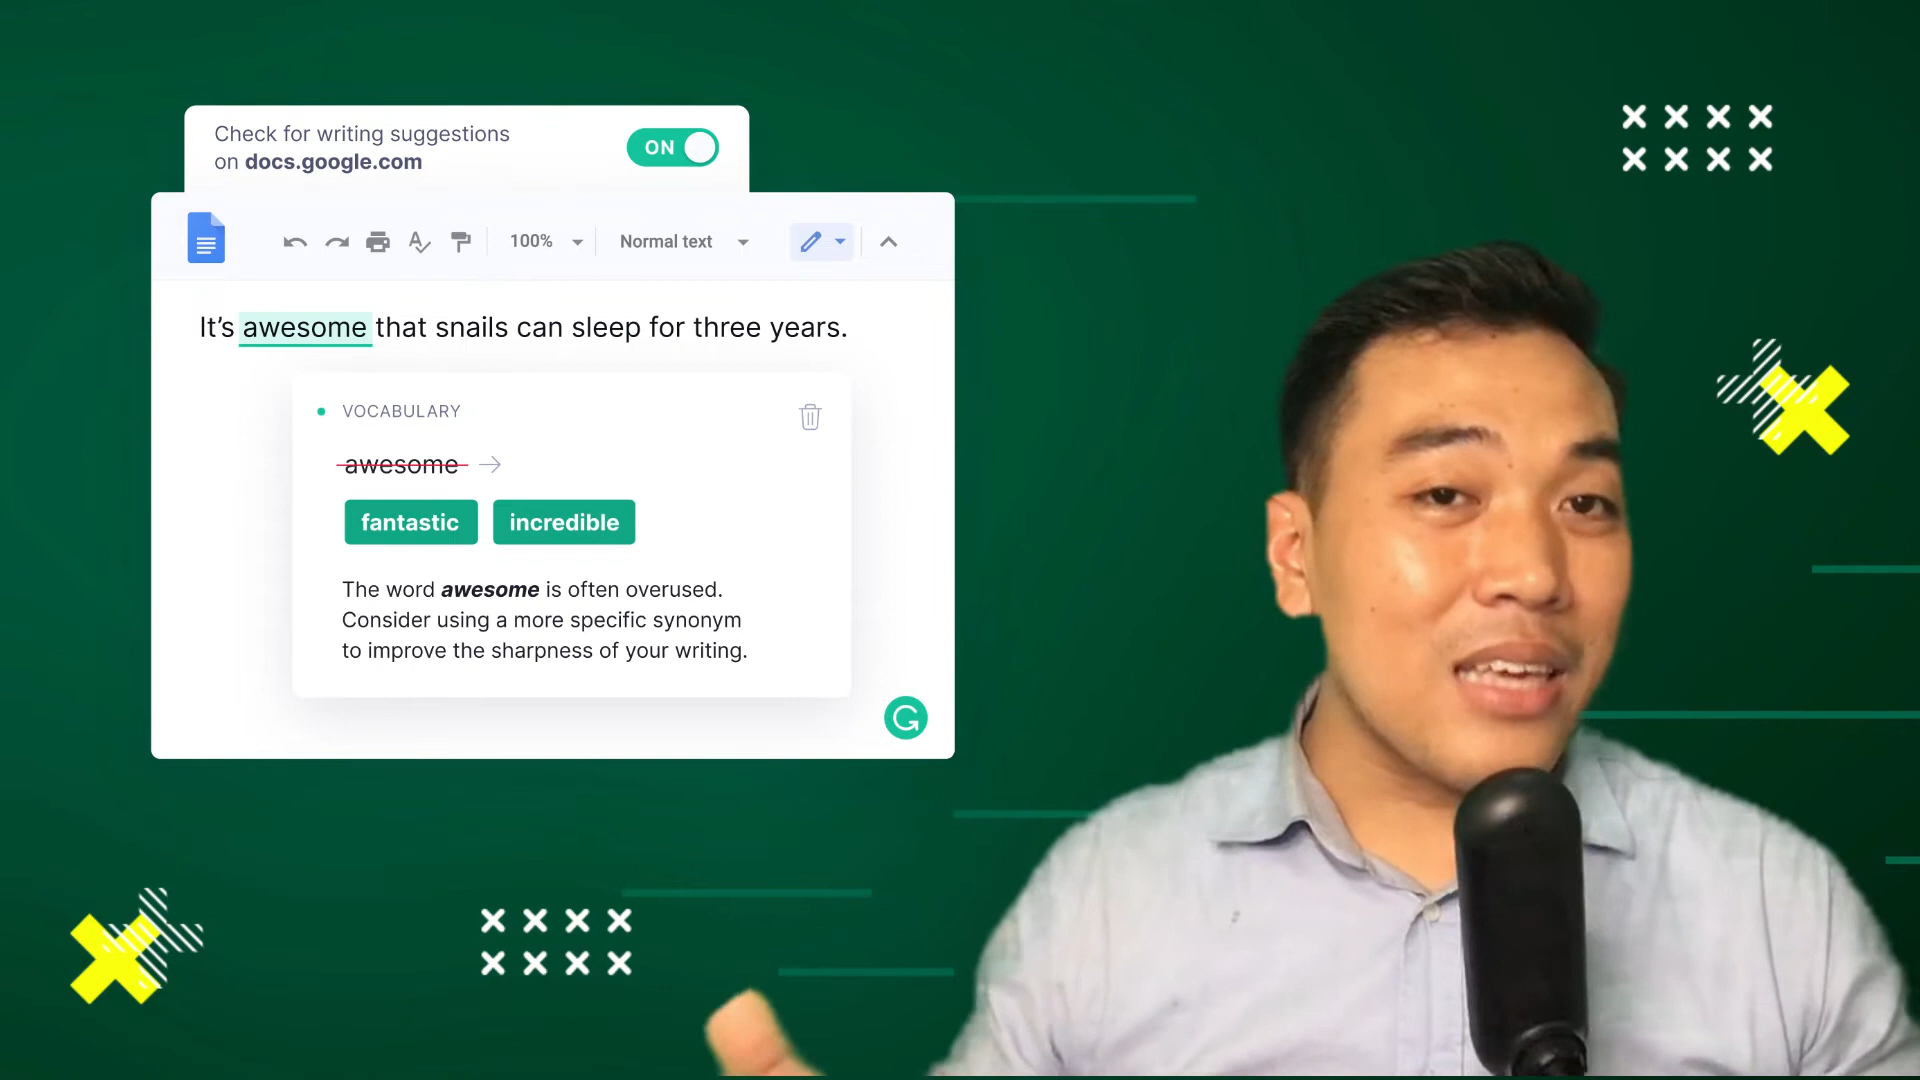 Check for writing suggestions
on docs.google.com
ON
100%
Normal text
It’s awesome that snails can sleep for three years.
VOCABULARY
awesome
fantastic incredible
The word awesome is often overused.
Consider using a more specific synonym
to improve the sharpness of your writing.